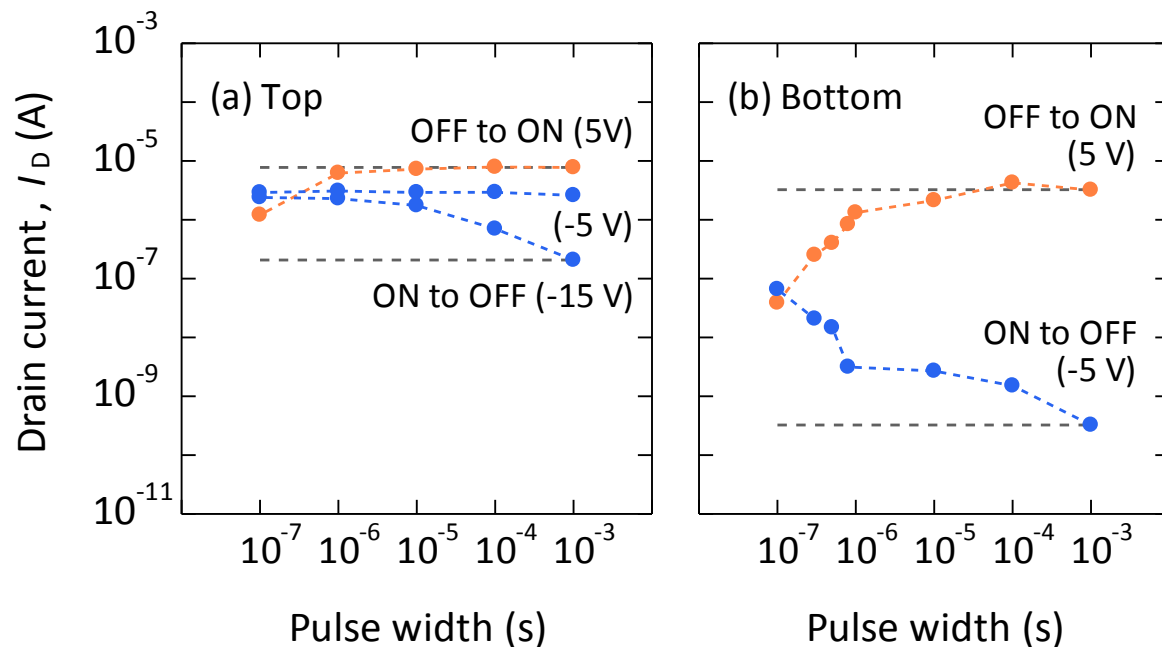 Drain current , I D (A)
10-3
10-5
10-7
10-9
10-11
(a) Top
OFF to ON (5V)
(-5 V)
ON to OFF (-15 V)
10-7 10-6 10-5 10-4 10-3
Pulse width (s)
(b) Bottom
OFF to ON
(5 V)
ON to OFF
(-5 V)
10-7 10-6 10-5 10-4 10-3
Pulse width (s)